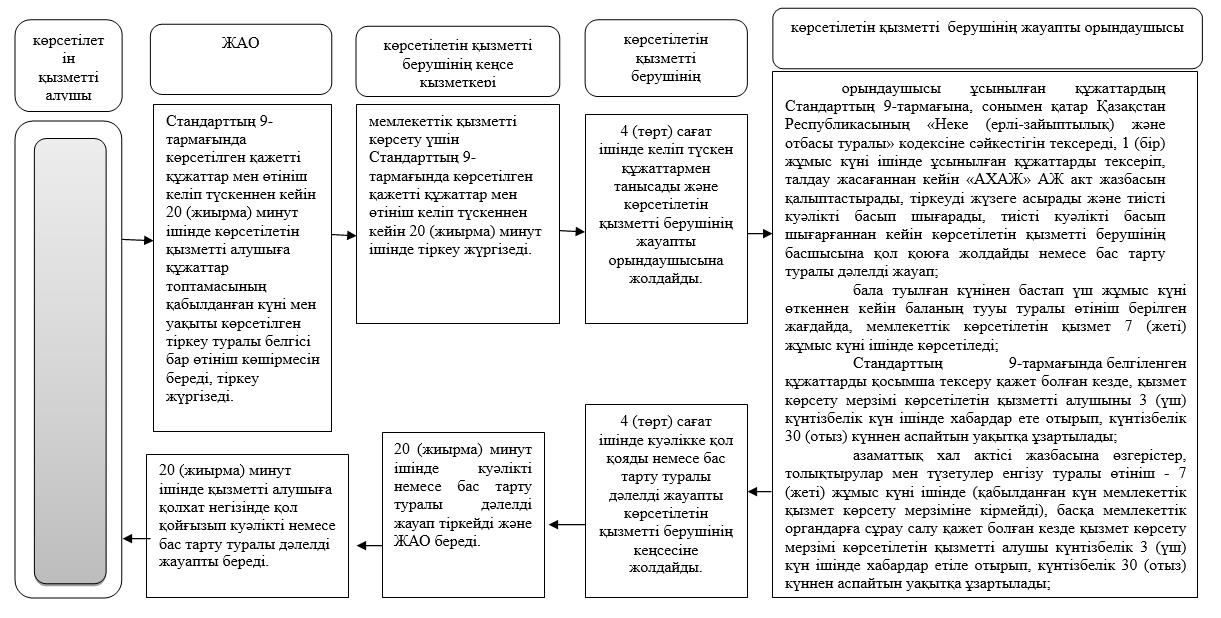 көрсетілет
ін
қызметті
алушы
ЖАО
көрсетілетін қызметті
берушінің кеңсе
қызметкері
көрсетілетін
қызметті
берушінің
көрсетілетін қызметті берушінің жауапты орындаушысы
Стандарттың 9-
тармағында
көрсетілген қажетті
құжаттар мен өтініш
келіп түскеннен кейін
20 (жиырма) минут
ішінде көрсетілетін
қызметті алушыға
құжаттар
топтамасының
қабылданған күні мен
уақыты көрсетілген
тіркеу туралы белгісі
бар өтініш көшірмесін
береді, тіркеу
жүргізеді.
мемлекеттік қызметті
көрсету үшін
Стандарттың 9-
тармағында көрсетілген
қажетті құжаттар мен
өтініш келіп түскеннен
кейін 20 (жиырма) минут
ішінде тіркеу жүргізеді.
4 (төрт) сағат
ішінде келіп түскен
құжаттармен
танысады және
көрсетілетін
қызметті берушінің
жауапты
орындаушысына
жолдайды.
орындаушысы ұсынылған құжаттардың
Стандарттың 9-тармағына, сонымен қатар Қазақстан
Республикасының «Неке (ерлі-зайыптылық) және
отбасы туралы» кодексіне сәйкестігін тексереді, 1 (бір)
жұмыс күні ішінде ұсынылған құжаттарды тексеріп,
талдау жасағаннан кейін «АХАЖ» АЖ акт жазбасын
қалыптастырады, тіркеуді жүзеге асырады және тиісті
куәлікті басып шығарады, тиісті куәлікті басып
шығарғаннан кейін көрсетілетін қызметті берушінің
басшысына қол қоюға жолдайды немесе бас тарту
туралы дәлелді жауап;
бала туылған күнінен бастап үш жұмыс күні
өткеннен кейін баланың тууы туралы өтініш берілген
жағдайда, мемлекеттік көрсетілетін қызмет 7 (жеті)
жұмыс күні ішінде көрсетіледі;
Стандарттың 9-тармағында белгіленген
құжаттарды қосымша тексеру қажет болған кезде, қызмет
көрсету мерзімі көрсетілетін қызметті алушыны 3 (үш)
күнтізбелік күн ішінде хабардар ете отырып, күнтізбелік
30 (отыз) күннен аспайтын уақытқа ұзартылады;
азаматтық хал актісі жазбасына өзгерістер,
толықтырулар мен түзетулер енгізу туралы өтініш - 7
(жеті) жұмыс күні ішінде (қабылданған күн мемлекеттік
қызмет көрсету мерзіміне кірмейді), басқа мемлекеттік
органдарға сұрау салу қажет болған кезде қызмет көрсету
мерзімі көрсетілетін қызметті алушы күнтізбелік 3 (үш)
күн ішінде хабардар етіле отырып, күнтізбелік 30 (отыз)
күннен аспайтын уақытқа ұзартылады;
4 (төрт) сағат
ішінде куәлікке қол
қояды немесе бас
тарту туралы
дәлелді жауапты
көрсетілетін
қызметті берушінің
кеңсесіне
жолдайды.
20 (жиырма) минут
ішінде куәлікті
немесе бас тарту
туралы дәлелді
жауап тіркейді және
ЖАО береді.
20 (жиырма) минут
ішінде қызметті алушыға
қолхат негізінде қол
қойғызып куәлікті немесе
бас тарту туралы дәлелді
жауапты береді.